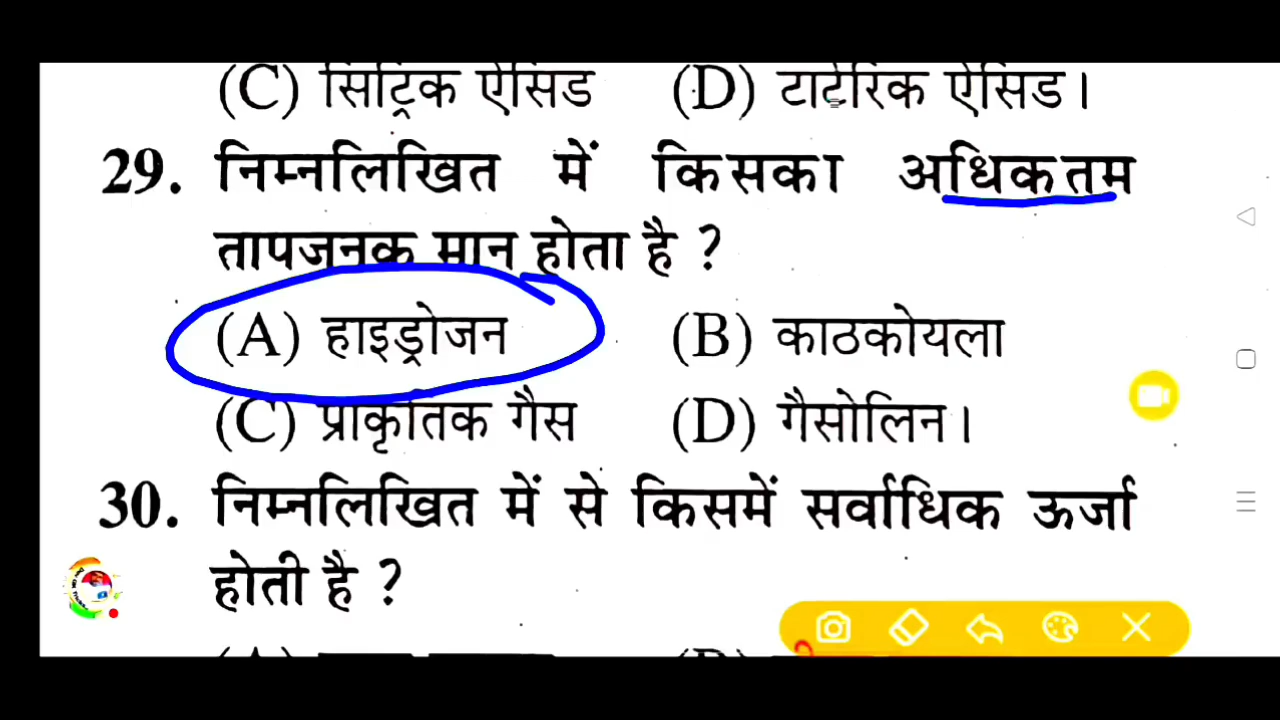 (C) सिट्रिक ऐसिड (D) टार्टरिक ऐसिड।
29. निम्नलिखित में किसका अधिकतम
तापजनक मान होता है ?
(A) हाइड्रोजन (B) काठकोयला
(C) प्राकृतिक गैस (D) गैसोलिन।
30. निम्नलिखित में से किसमें सर्वाधिक ऊर्जा
होती है ?